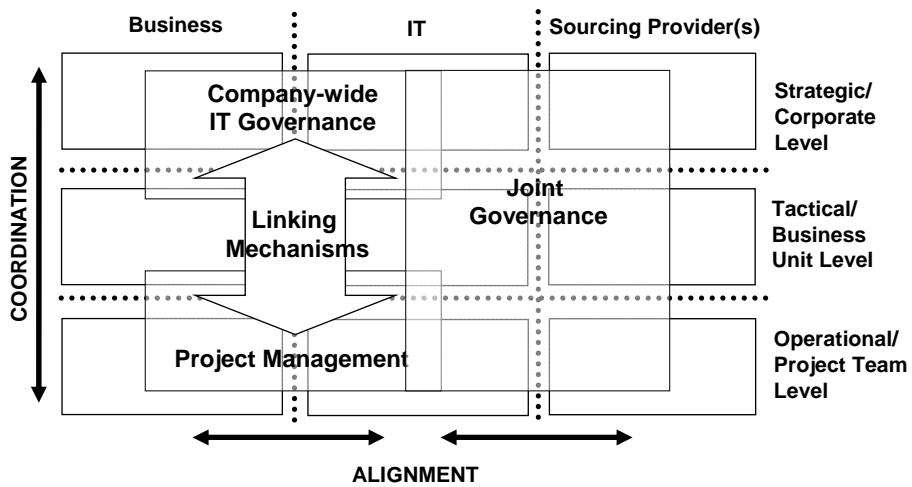 Business
IT
Sourcing Provider(s)
Company-wide
IT Governance
Strategic/
Corporate
Level
COORDINATION
Linking
Mechanisms
Joint
Governance
Tactical/
Business
Unit Level
Project Management
Operational/
Project Team
Level
ALIGNMENT